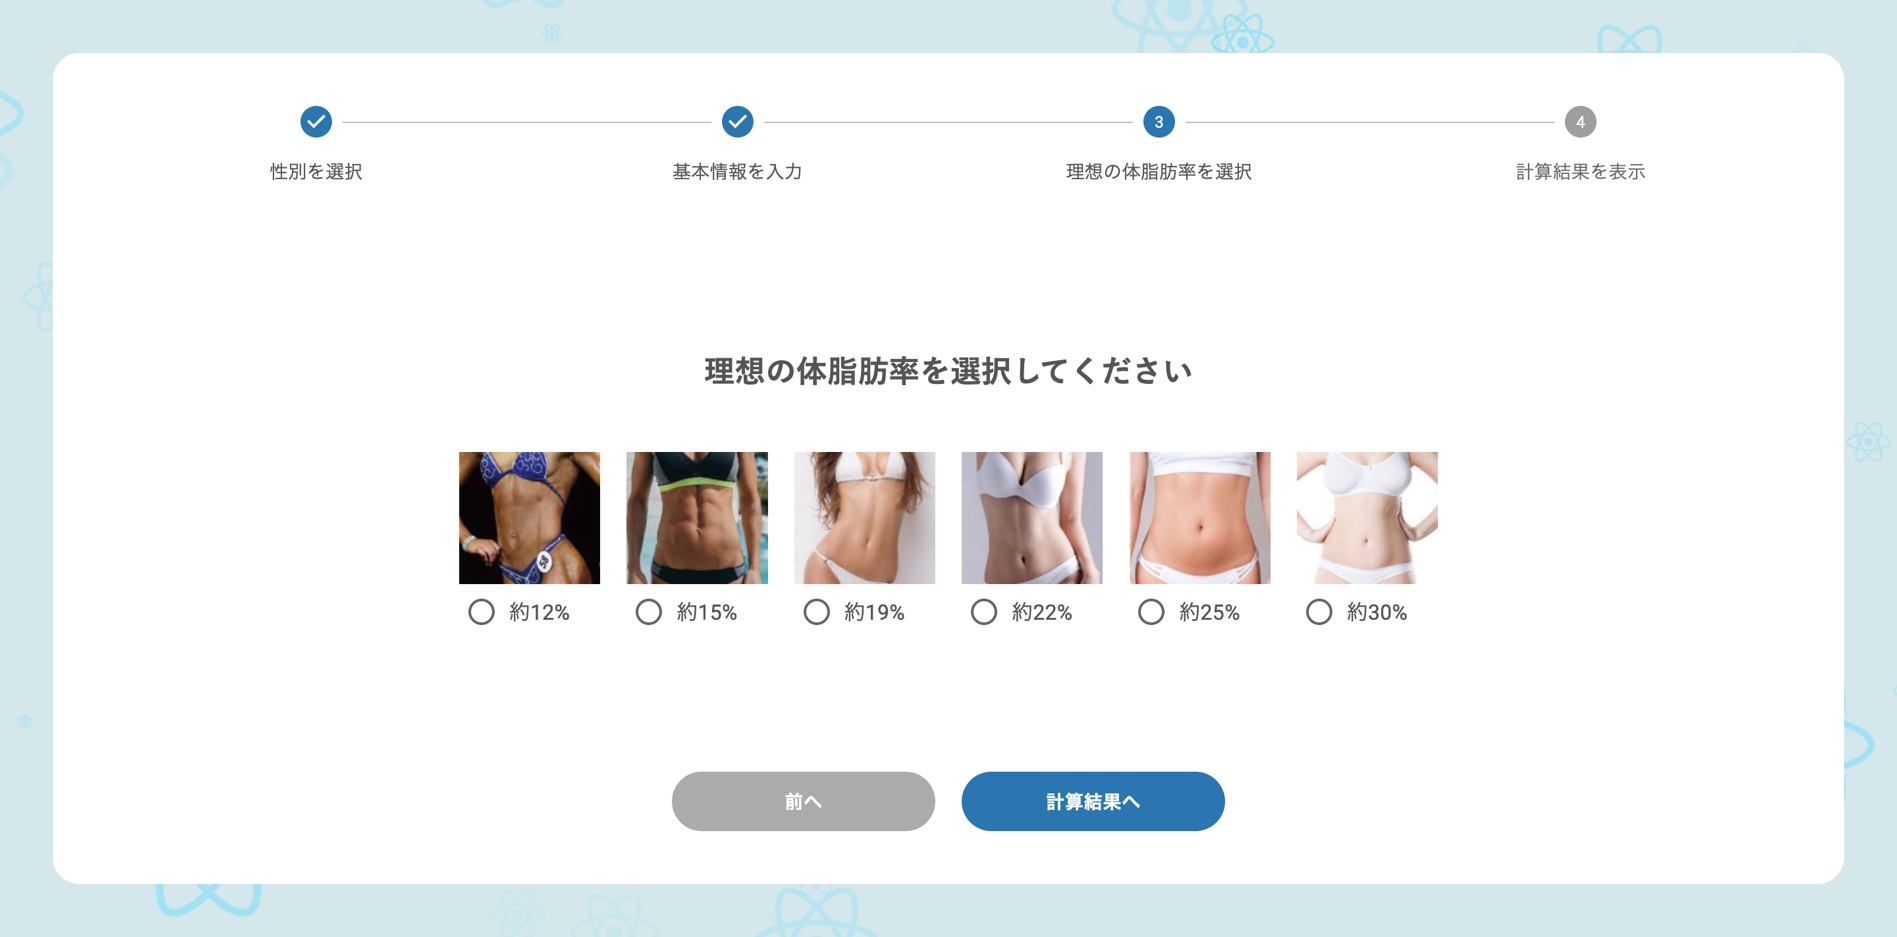 性別を選択
基本情報を入力
3
理想の体脂肪率を選択
4
計算結果を表示
理想の体脂肪率を選択してください
50
約12%
約15%
約19%
約22%
約25%
約30%
前へ
計算結果へ